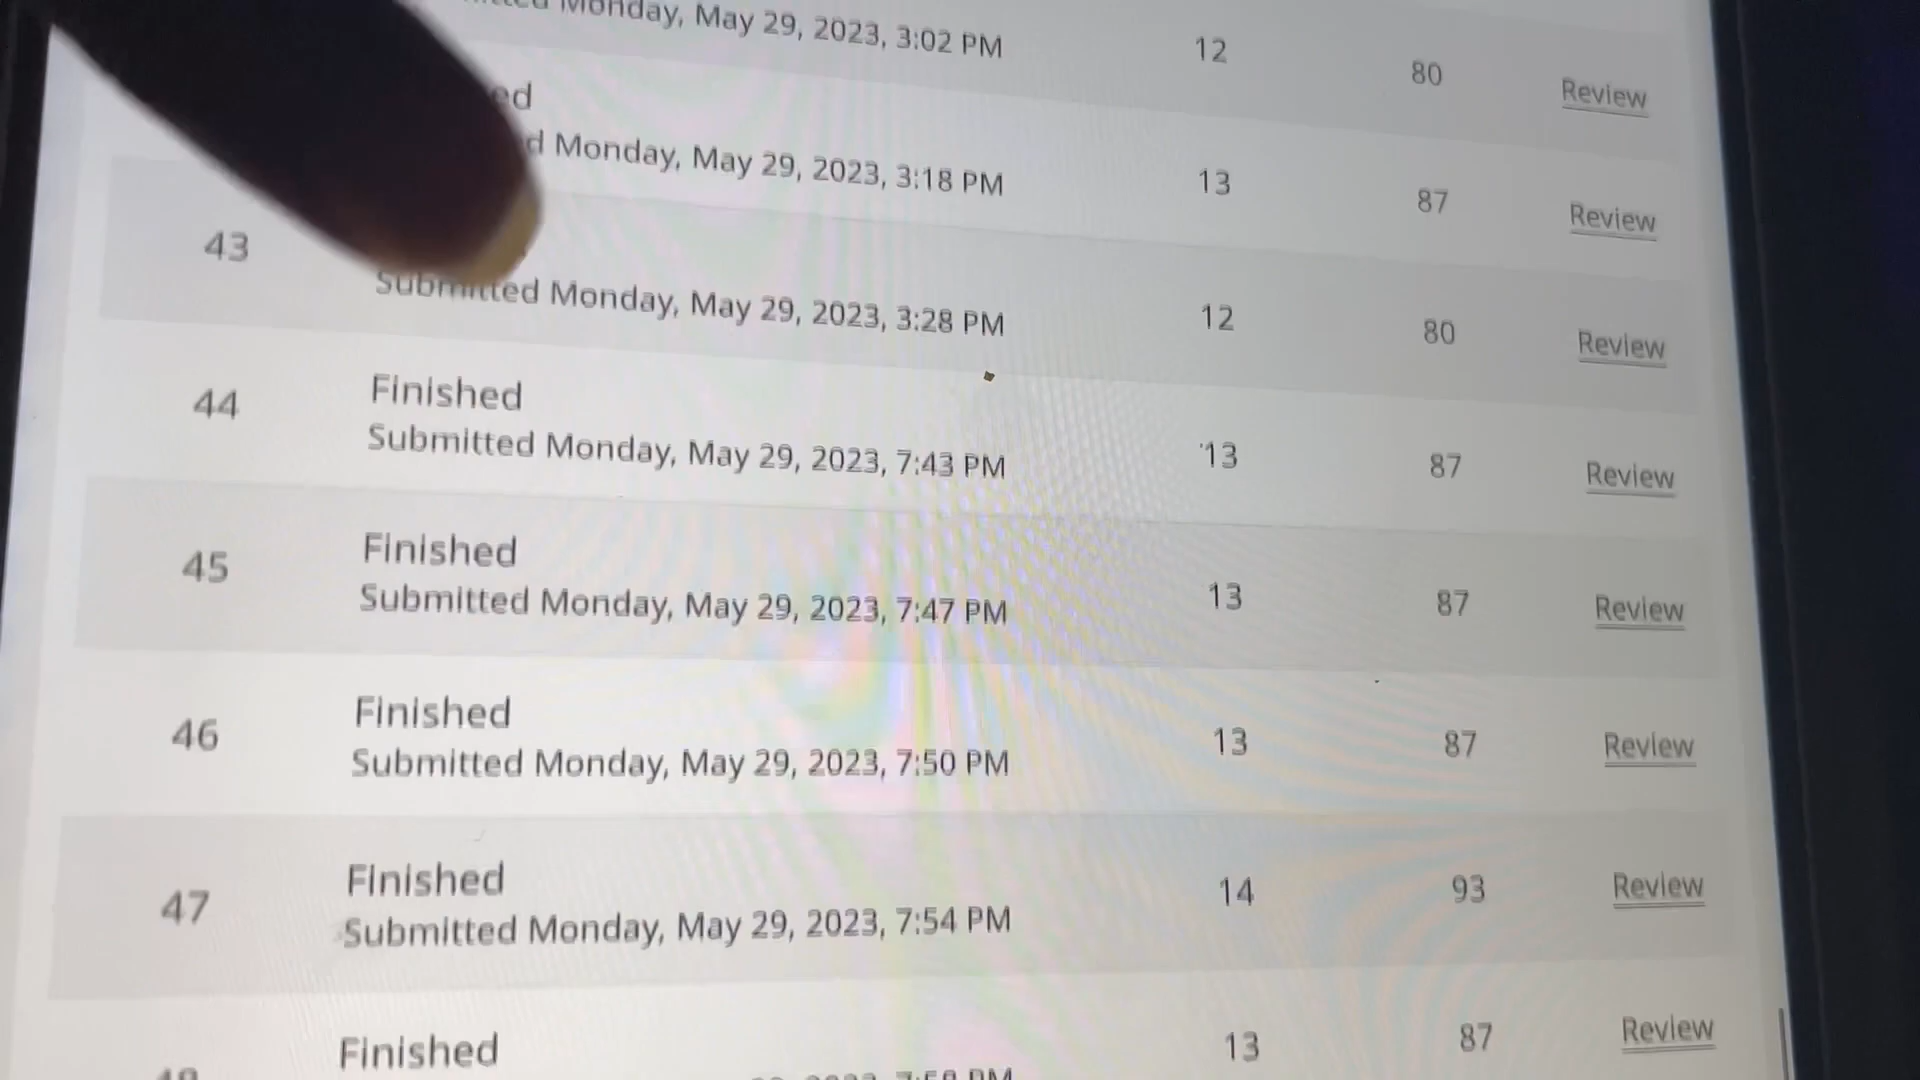 Monday, May 29, 2023, 3:02 PM 12 80 Review
Monday, May 29, 2023, 3:18 PM 13 87 Review
43 Submitted Monday, May 29, 2023, 3:28 PM 12 80 Review
Finished
44 Submitted Monday, May 29, 2023, 7:43 PM 13 87 Review
Finished
45 Submitted Monday, May 29, 2023, 7:47 PM 13 87 Review
Finished
46 Submitted Monday, May 29, 2023, 7:50 PM 13 87 Review
Finished
47 Submitted Monday, May 29, 2023, 7:54 PM 14 93 Review
Finished 13 87 Review